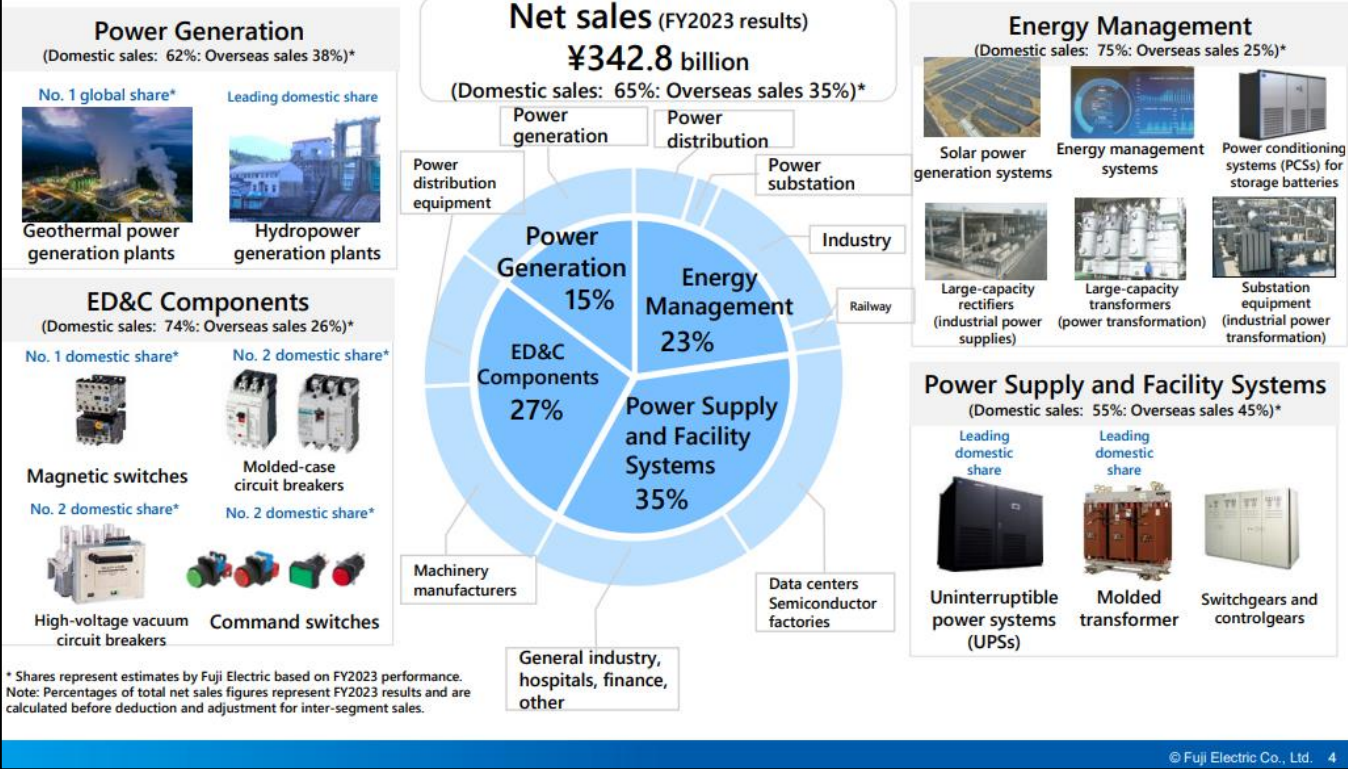 Net sales (FY2023 results)
¥342.8 billion
(Domestic sales: 65%: Overseas sales 35%)*
Power Generation
(Domestic sales: 62%: Overseas sales 38%)*
No. 1 global share*
Leading domestic share
Geothermal power
generation plants
Hydropower
generation plants
ED&C Components
(Domestic sales: 74%: Overseas sales 26%)*
No. 1 domestic share*
No. 2 domestic share*
Magnetic switches
Molded-case
circuit breakers
No. 2 domestic share*
No. 2 domestic share*
High-voltage vacuum
circuit breakers
Command switches
Power
generation
Power
distribution
Power
distribution
equipment
Power
substation
Industry
Railway
Power
Generation
15%
Energy
Management
23%
ED&C
Components
27%
Power Supply
and Facility
Systems
35%
Machinery
manufacturers
General industry,
hospitals, finance,
other
Data centers
Semiconductor
factories
Energy Management
(Domestic sales: 75%: Overseas sales 25%)*
Solar power
generation systems
Energy management
systems
Power conditioning
systems (PCSs) for
storage batteries
Large-capacity
rectifiers
(industrial power
supplies)
Large-capacity
transformers
(power transformation)
Substation
equipment
(industrial power
transformation)
Power Supply and Facility Systems
(Domestic sales: 55%: Overseas sales 45%)*
Leading
domestic
share
Leading
domestic
share
Uninterruptible
power systems
(UPSs)
Molded
transformer
Switchgears and
controlgears
* Shares represent estimates by Fuji Electric based on FY2023 performance.
Note: Percentages of total net sales figures represent FY2023 results and are
calculated before deduction and adjustment for inter-segment sales.
© Fuji Electric Co., Ltd. 4